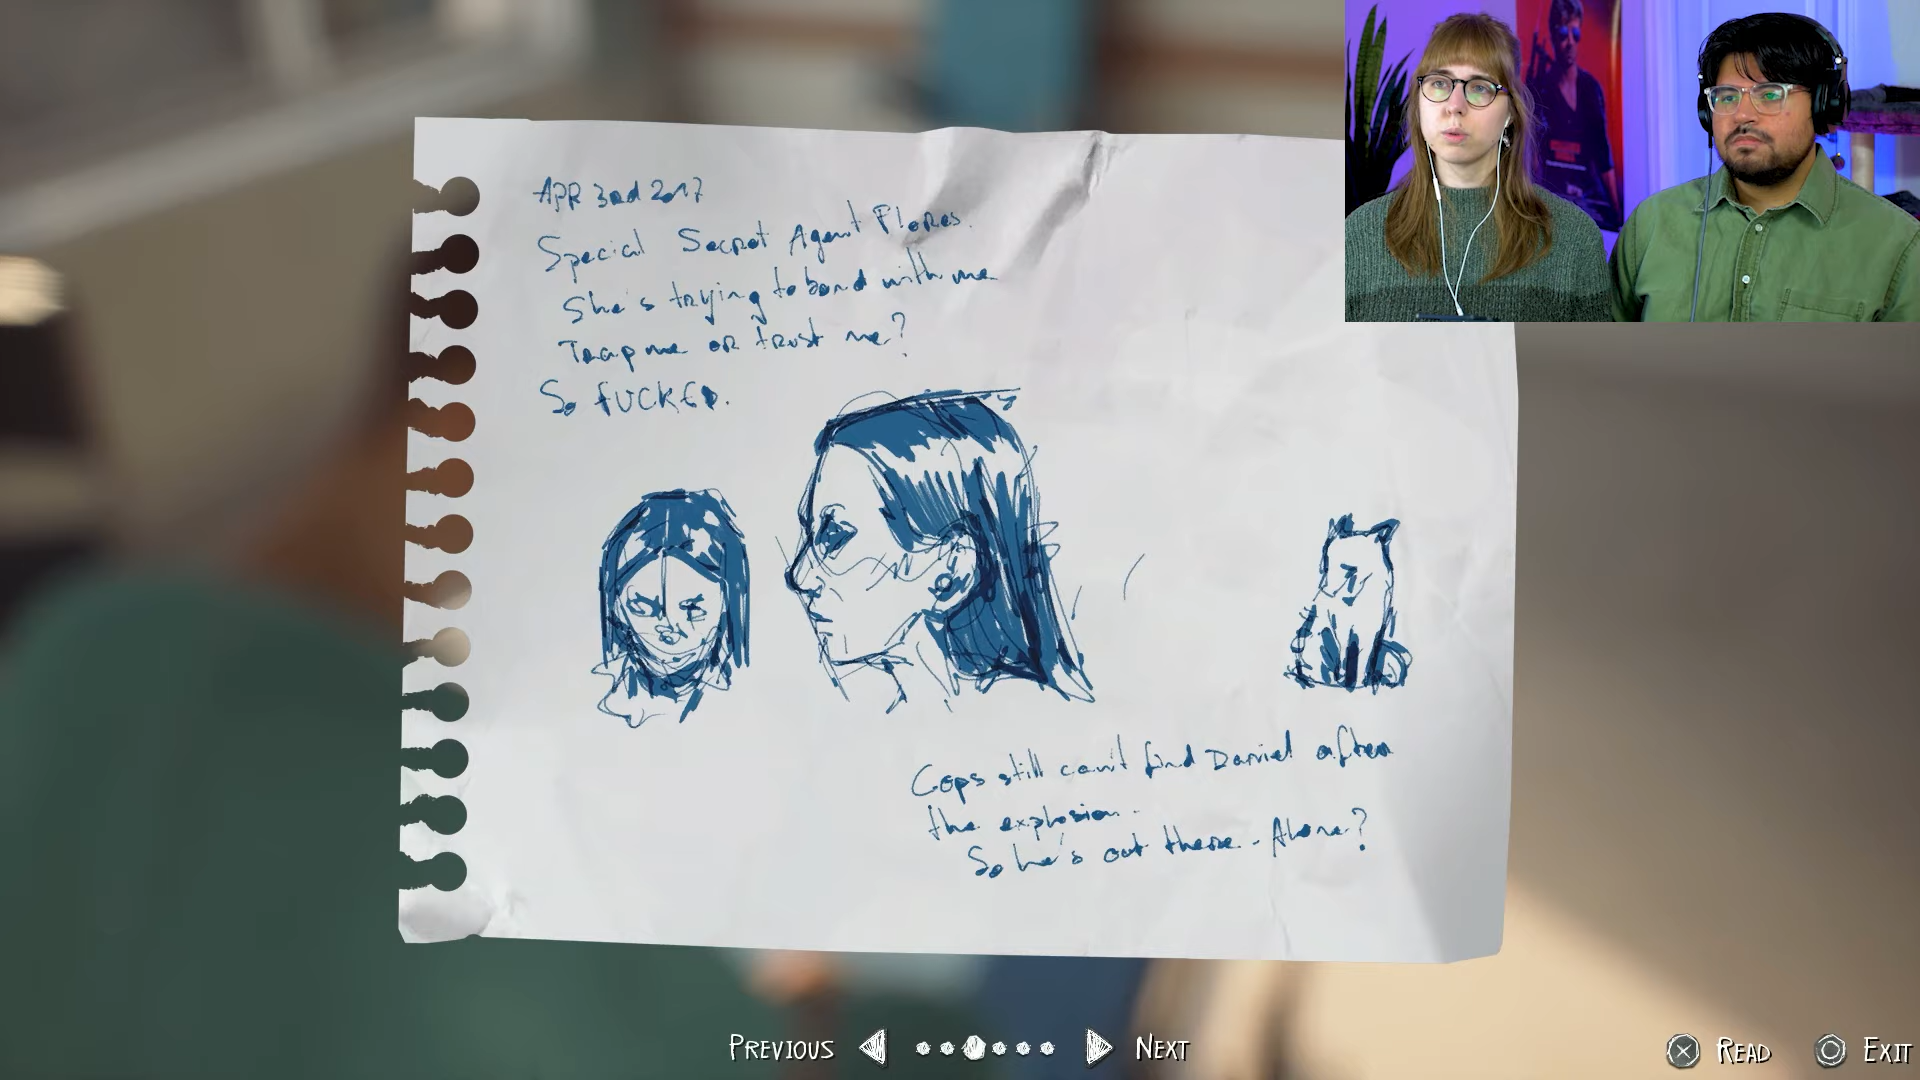 APR 3rd 2017
Special Secret Agent Flores.
She's trying to bond with me
Trap me or trust me?
So fucked.
Cops still can't find Daniel after
the explosion.
So he's out there. Alone?
Previous
Next
Read
Exit